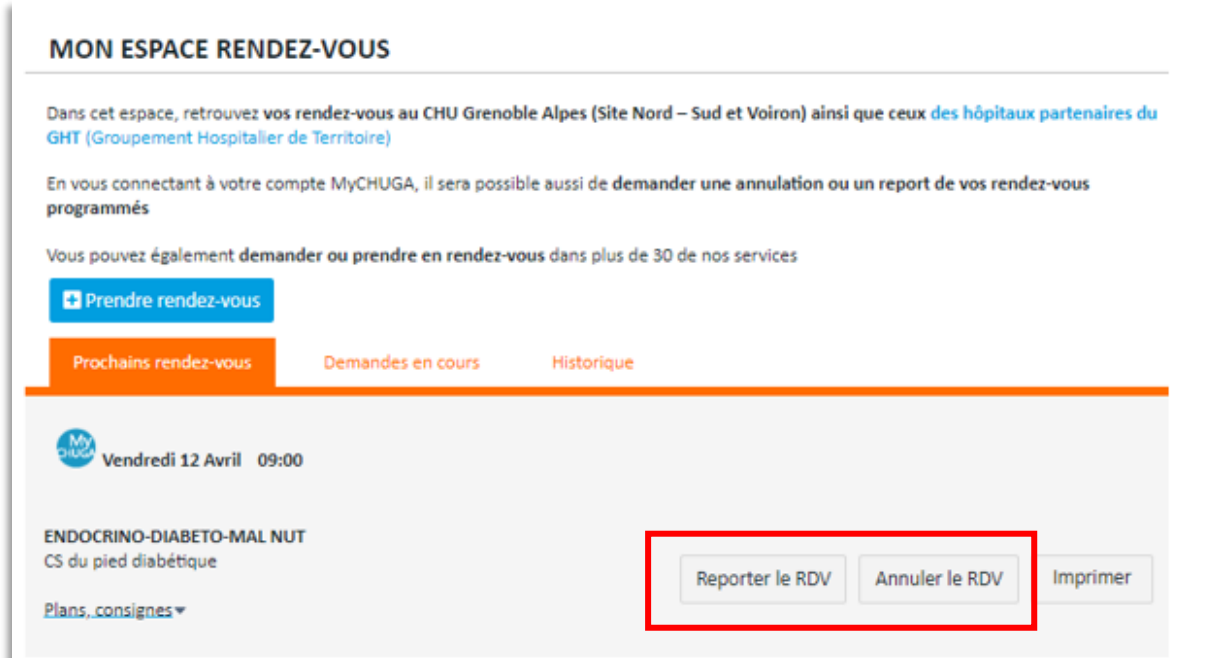 MON ESPACE RENDEZ-VOUS
Dans cet espace, retrouvez vos rendez-vous au CHU Grenoble Alpes (Site Nord – Sud et Voiron) ainsi que ceux des hôpitaux partenaires du
GHT (Groupement Hospitalier de Territoire)
En vous connectant à votre compte MyCHUGA, il sera possible aussi de demander une annulation ou un report de vos rendez-vous
programmés
Vous pouvez également demander ou prendre en rendez-vous dans plus de 30 de nos services
Prendre rendez-vous
Prochains rendez-vous Demandes en cours Historique
My
CHUGA
Vendredi 12 Avril 09:00
ENDOCRINO-DIABETO-MAL NUT
CS du pied diabétique
Reporter le RDV Annuler le RDV Imprimer
Plans, consignes